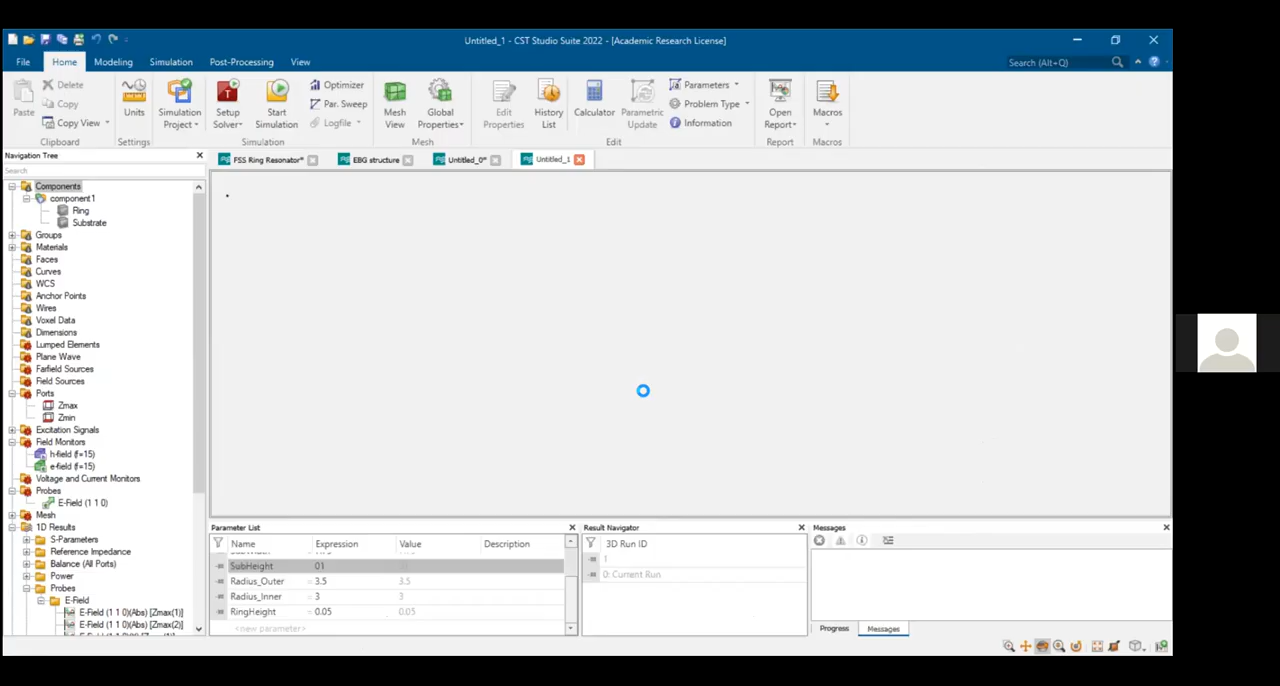 Untitled_1 - CST Studio Suite 2022 - [Academic Research License]
File Home Modeling Simulation Post-Processing View Search (Alt+Q)
Paste Delete Copy Copy View Clipboard
Units Settings
Simulation Project
Setup Solver
Start Simulation
Optimizer
Par. Sweep
Logfile
Simulation
Mesh View
Global Properties
Mesh
Edit Properties
History List
Calculator
Parametric Update
Parameters
Problem Type
Information
Edit
Open Report
Report
Macros
Macros
Navigation Tree
Search
FSS Ring Resonator* EBG structure Untitled_0* Untitled_1
Components
component1
Ring
Substrate
Groups
Materials
Faces
Curves
WCS
Anchor Points
Wires
Voxel Data
Dimensions
Lumped Elements
Plane Wave
Farfield Sources
Field Sources
Ports
Zmax
Zmin
Excitation Signals
Field Monitors
h-field (f=15)
e-field (f=15)
Voltage and Current Monitors
Probes
E-Field (1 1 0)
Mesh
1D Results
S-Parameters
Reference Impedance
Balance (All Ports)
Power
Probes
E-Field
E-Field (1 1 0)(Abs) [Zmax(1)]
E-Field (1 1 0)(Abs) [Zmax(2)]
Parameter List
Name Expression Value Description
SubHeight 01
Radius_Outer = 3.5 3.5
Radius_Inner = 3 3
RingHeight = 0.05 0.05
<new parameter>
Result Navigator
3D Run ID
1
0: Current Run
Messages
Progress Messages